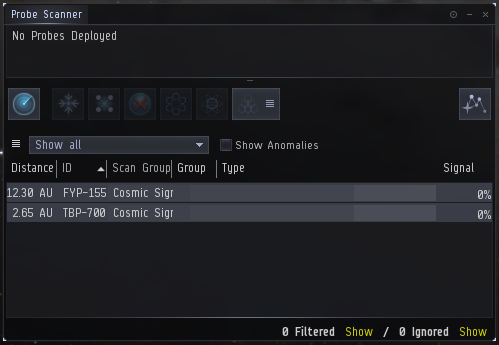 Probe Scanner
No Probes Deployed
Show all
Show Anomalies
Distance ID Scan Group Group Type Signal
12.30 AU FYP-155 Cosmic Sigr 0%
2.65 AU TBP-700 Cosmic Sigr 0%
0 Filtered Show / 0 Ignored Show